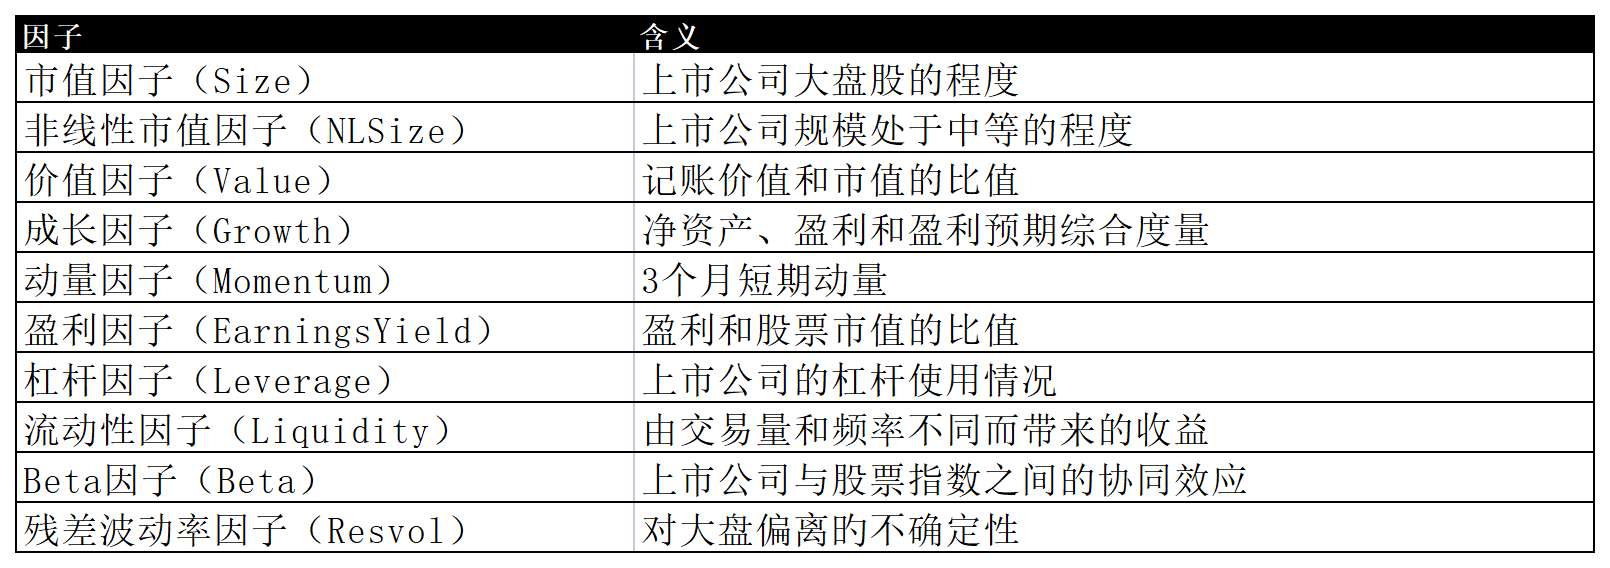 因子 含义
市值因子（Size） 上市公司大盘股的程度
非线性市值因子（NLSize） 上市公司规模处于中等的程度
价值因子（Value） 记账价值和市值的比值
成长因子（Growth） 净资产、盈利和盈利预期综合度量
动量因子（Momentum） 3个月短期动量
盈利因子（EarningsYield） 盈利和股票市值的比值
杠杆因子（Leverage） 上市公司的杠杆使用情况
流动性因子（Liquidity） 由交易量和频率不同而带来的收益
Beta因子（Beta） 上市公司与股票指数之间的协同效应
残差波动率因子（Resvol） 对大盘偏离旳不确定性